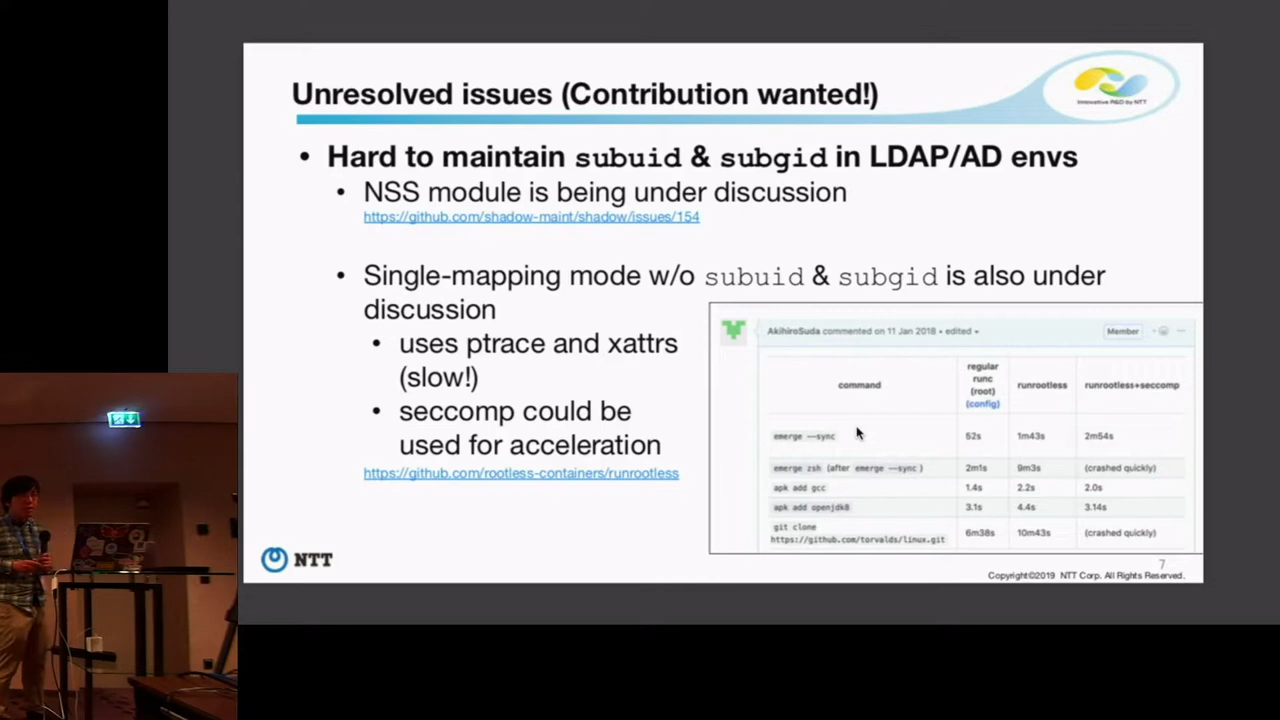 Unresolved issues (Contribution wanted!)
Innovative R&D by NTT
• Hard to maintain subuid & subgid in LDAP/AD envs
• NSS module is being under discussion
https://github.com/shadow-maint/shadow/issues/154
• Single-mapping mode w/o subuid & subgid is also under
discussion
• uses ptrace and xattrs
(slow!)
• seccomp could be
used for acceleration
https://github.com/rootless-containers/runrootless
AkihiroSuda commented on 11 Jan 2018 • edited
Member
command
regular
runc
(root)
(config)
runrootless
runrootless+seccomp
emerge --sync 52s 1m43s 2m54s
emerge zsh (after emerge --sync ) 2m1s 9m3s (crashed quickly)
apk add gcc 1.4s 2.2s 2.0s
apk add openjdk8 3.1s 4.4s 3.14s
git clone
https://github.com/torvalds/linux.git 6m38s 10m43s (crashed quickly)
NTT
7
Copyright©2019 NTT Corp. All Rights Reserved.